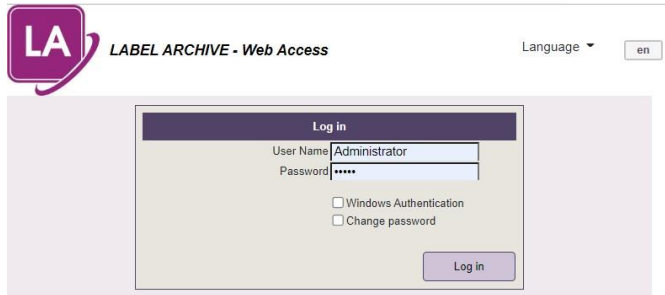 LA
LABEL ARCHIVE - Web Access
Language
en
Log in
User Name Administrator
Password •••••
Windows Authentication
Change password
Log in